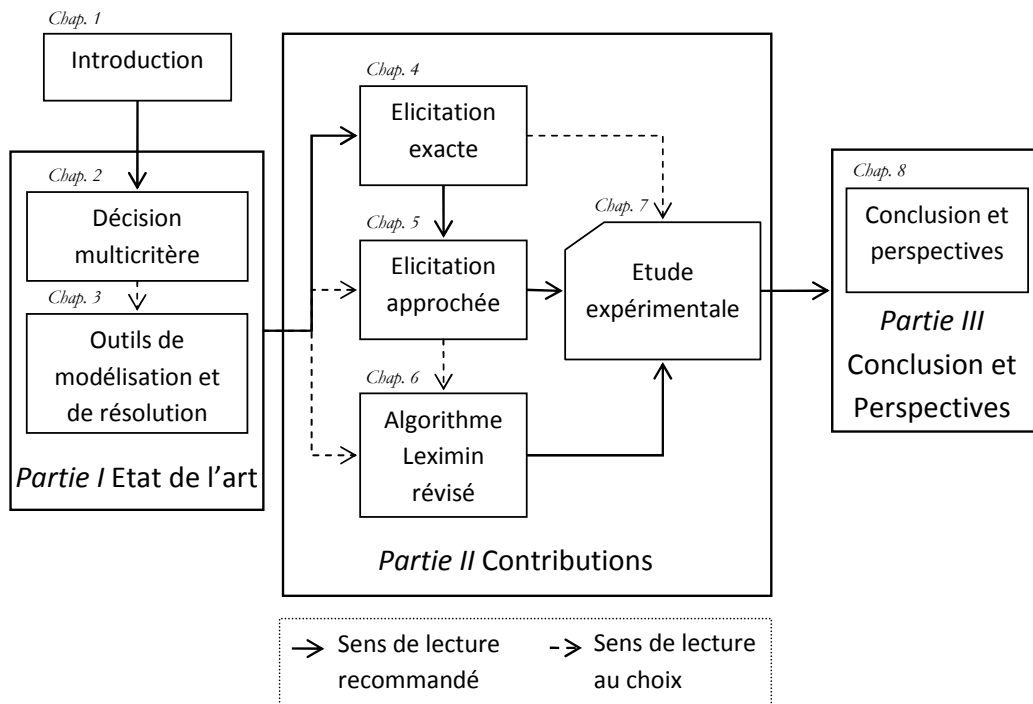 Chap. 1
Introduction
Chap. 2
Décision
multicritère
Chap. 3
Outils de
modélisation et
de résolution
Partie I Etat de l'art
Chap. 4
Elicitation
exacte
Chap. 5
Elicitation
approchée
Chap. 6
Algorithme
Leximin
révisé
Chap. 7
Etude
expérimentale
Partie II Contributions
Chap. 8
Conclusion et
perspectives
Partie III
Conclusion et
Perspectives
Sens de lecture
recommandé
Sens de lecture
au choix